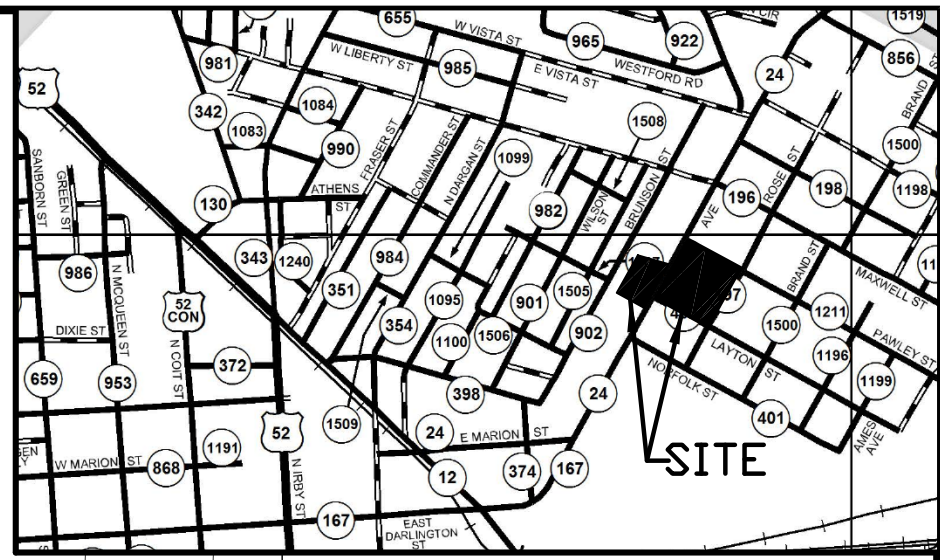 655
W VISTA ST
1519
981
W LIBERTY ST
965
922
856
985
WESTFORD RD
E VISTA ST
24
BRAND ST
52
342
1084
1083
990
FRASER ST
COMMANDER ST
N DARGAN ST
1099
1508
1500
SANBORN ST
GREEN ST
130
ATHENS
ST
982
WILSON
ST
BRUNSON ST
AVE
196
ROSE ST
198
1198
986
N MCQUEEN ST
343
1240
351
984
BRAND ST
MAXWELL ST
52
CON
354
1095
901
1505
1500
1211
DIXIE ST
N COIT ST
372
1100
1506
902
LAYTON ST
1196
PAWLEY ST
659
953
398
24
NORFOLK ST
401
1199
52
1509
24
E MARION ST
AMES
AVE
W MARION ST
868
1191
N IRBY ST
12
374
167
SITE
167
EAST
DARLINGTON
ST